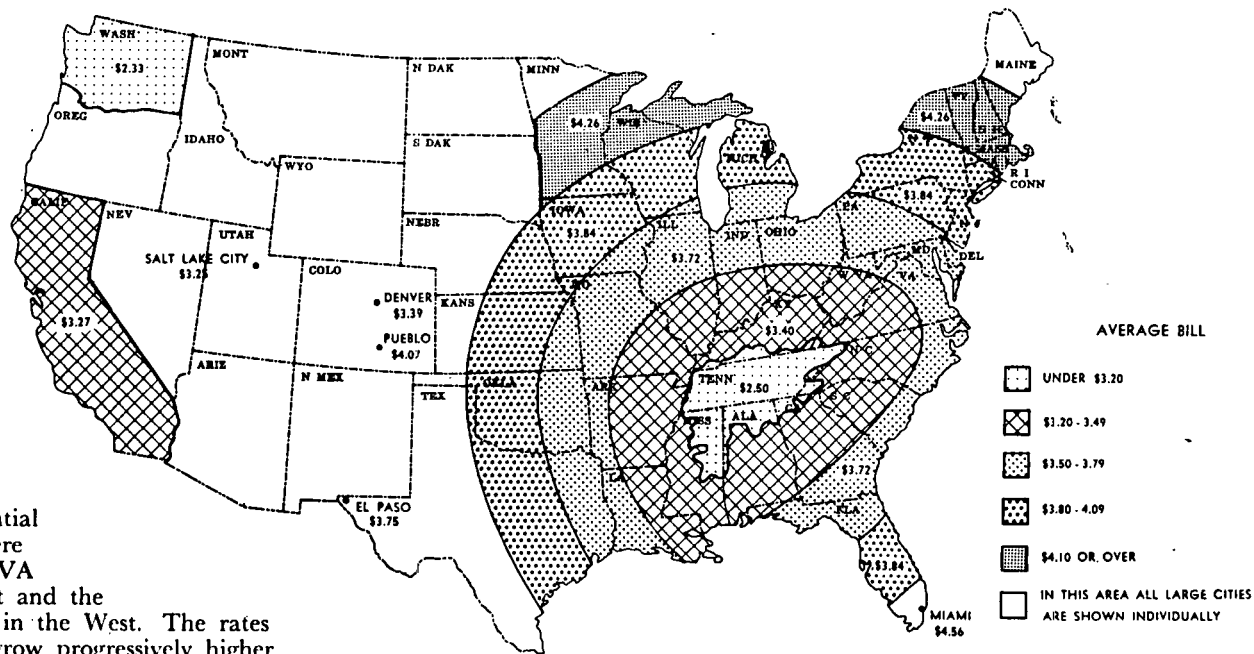 WASH
$2.33
MONT
N DAK
MINN
MAINE
OREG
IDAHO
S DAK
WIS
$4.26
VT
$4.26
N H
MASS
R I
CONN
WYO
MICH
N Y
$3.84
CALIF
NEV
UTAH
NEBR
IOWA
$3.84
ILL
IND
OHIO
PA
N J
DEL
MD
SALT LAKE CITY
$3.25
COLO
DENVER
$3.39
PUEBLO
$4.07
KANS
MO
$3.72
KY
$3.40
VA
$3.27
ARIZ
N MEX
TEX
OKLA
ARK
TENN
$2.50
N C
S C
MISS
ALA
$3.72
FLA
$3.84
EL PASO
$3.75
MIAMI
$4.56
AVERAGE BILL
UNDER $3.20
$3.20 - 3.49
$3.50 - 3.79
$3.80 - 4.09
$4.10 OR OVER
IN THIS AREA ALL LARGE CITIES
ARE SHOWN INDIVIDUALLY
ntial
ere
VA
t and the
in the West. The rates
grow progressively higher